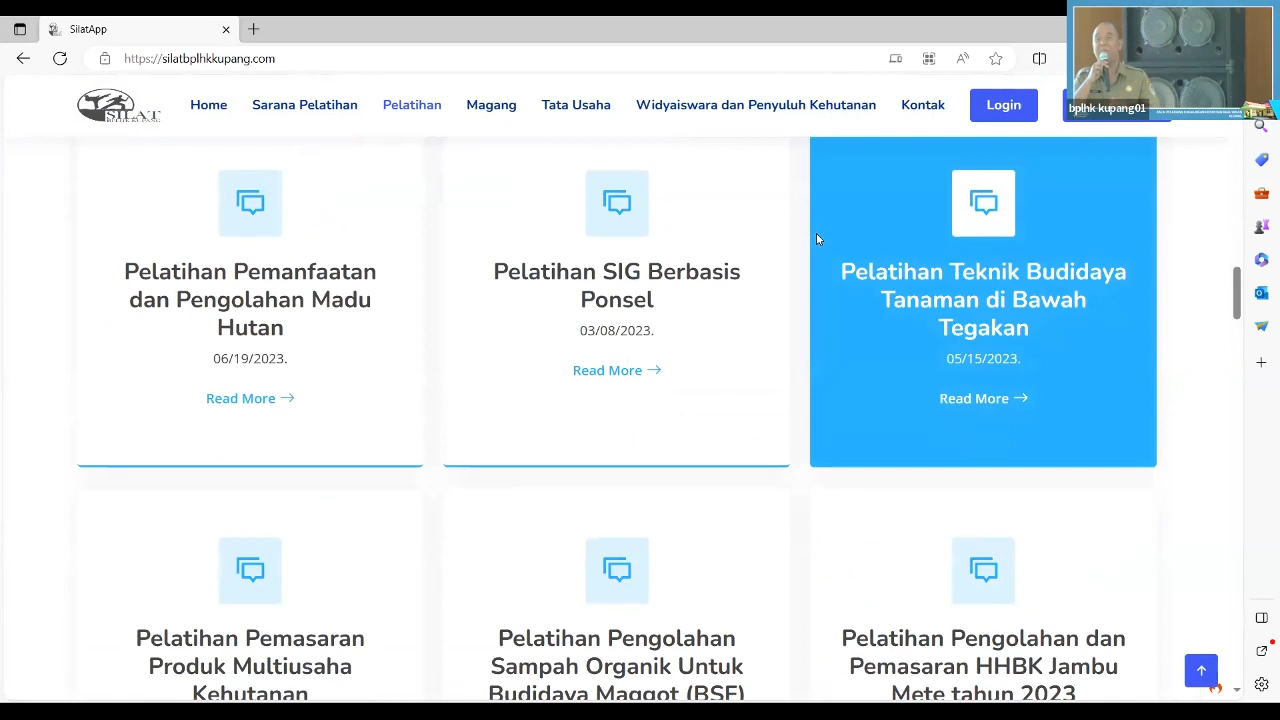 SilatApp
https://silatbplhkkupang.com
SILAT
Home
Sarana Pelatihan
Pelatihan
Magang
Tata Usaha
Widyaiswara dan Penyuluh Kehutanan
Kontak
Login
bplhk kupang01
Pelatihan Pemanfaatan
dan Pengolahan Madu
Hutan
06/19/2023.
Read More
Pelatihan SIG Berbasis
Ponsel
03/08/2023.
Read More
Pelatihan Teknik Budidaya
Tanaman di Bawah
Tegakan
05/15/2023.
Read More
Pelatihan Pemasaran
Produk Multiusaha
Kehutanan
Pelatihan Pengolahan
Sampah Organik Untuk
Budidaya Maggot (BSF)
Pelatihan Pengolahan dan
Pemasaran HHBK Jambu
Mete tahun 2023